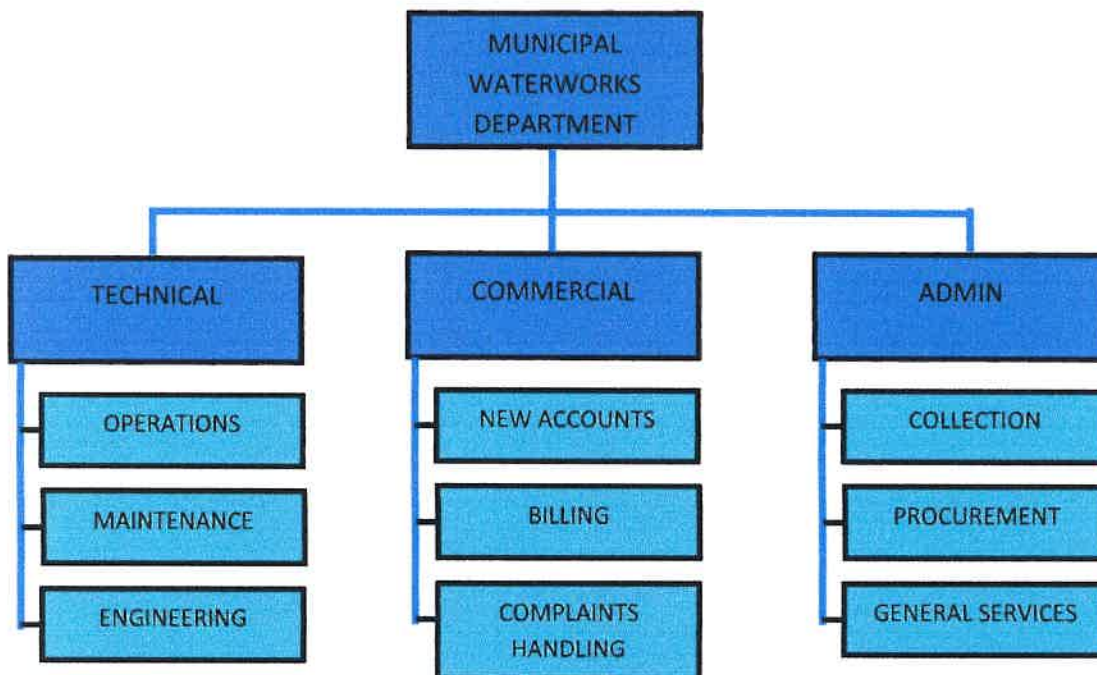 MUNICIPAL
WATERWORKS
DEPARTMENT
TECHNICAL
COMMERCIAL
ADMIN
OPERATIONS
NEW ACCOUNTS
COLLECTION
MAINTENANCE
BILLING
PROCUREMENT
ENGINEERING
COMPLAINTS
HANDLING
GENERAL SERVICES